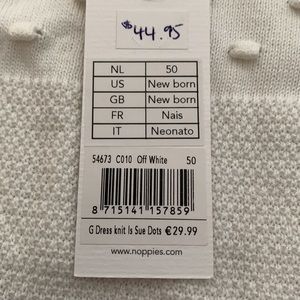 $44.95
NL 50
US New born
GB New born
FR Nais
IT Neonato
54673 C010 Off White 50
8 715141 157859
G Dress knit ls Sue Dots €29.99
www.noppies.com